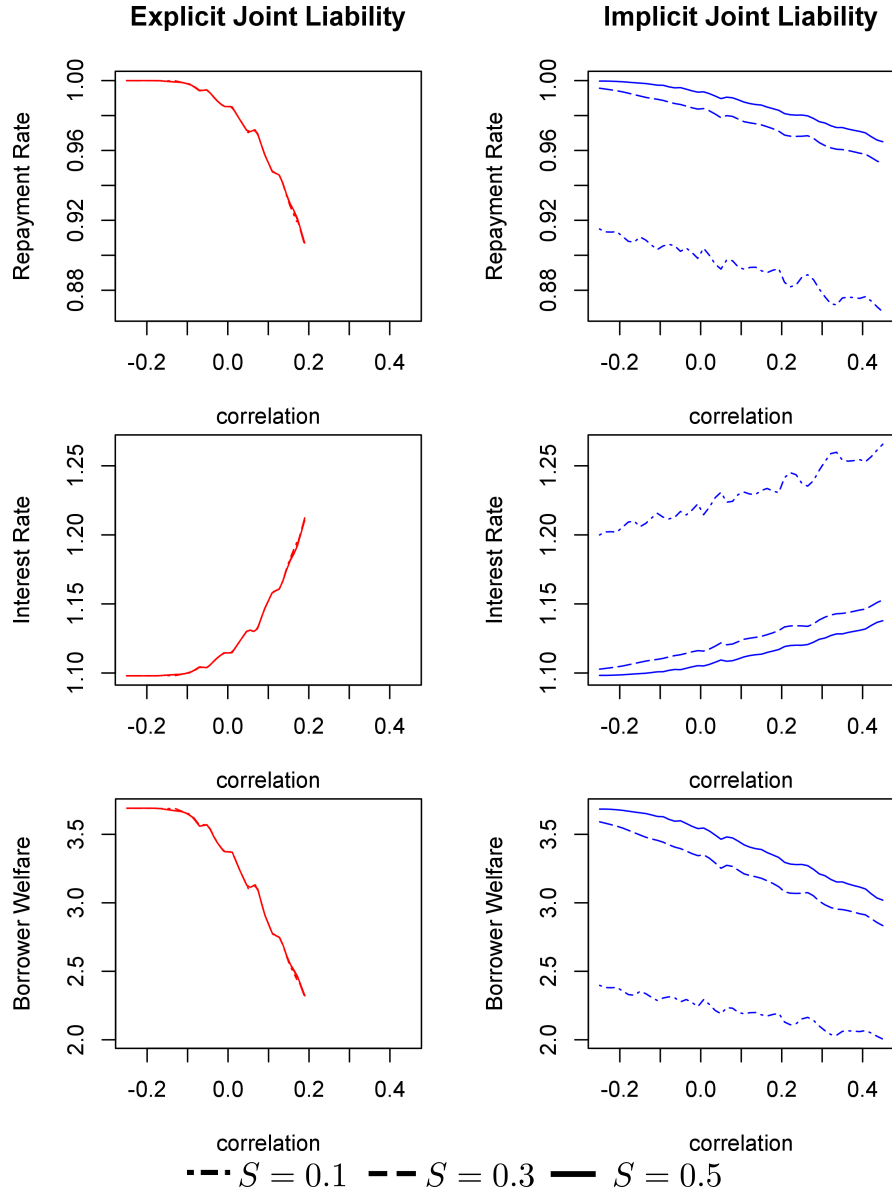 Explicit Joint Liability
Implicit Joint Liability
Repayment Rate
0.88 0.92 0.96 1.00
-0.2 0.0 0.2 0.4
correlation
Repayment Rate
0.88 0.92 0.96 1.00
-0.2 0.0 0.2 0.4
correlation
Interest Rate
1.10 1.15 1.20 1.25
-0.2 0.0 0.2 0.4
correlation
Interest Rate
1.10 1.15 1.20 1.25
-0.2 0.0 0.2 0.4
correlation
Borrower Welfare
2.0 2.5 3.0 3.5
-0.2 0.0 0.2 0.4
correlation
Borrower Welfare
2.0 2.5 3.0 3.5
-0.2 0.0 0.2 0.4
correlation
S = 0.1 S = 0.3 S = 0.5